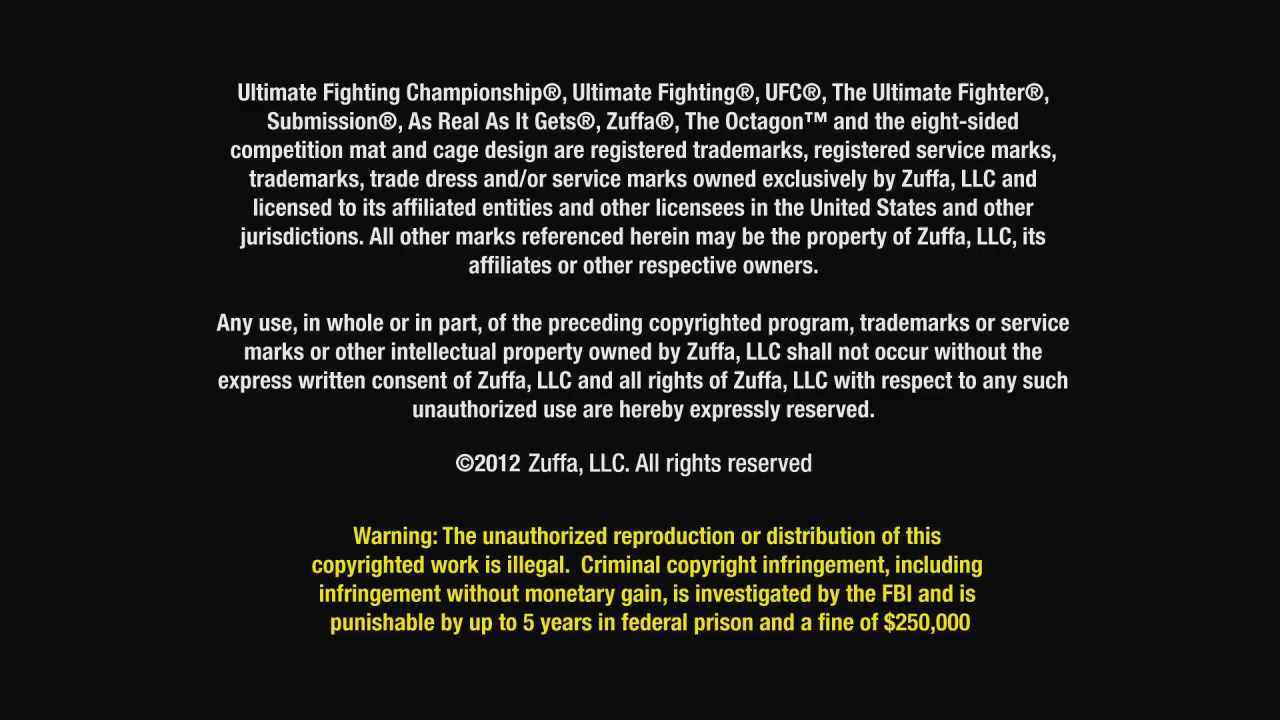 Ultimate Fighting Championship®, Ultimate Fighting®, UFC®, The Ultimate Fighter®,
Submission®, As Real As It Gets®, Zuffa®, The Octagon™ and the eight-sided
competition mat and cage design are registered trademarks, registered service marks,
trademarks, trade dress and/or service marks owned exclusively by Zuffa, LLC and
licensed to its affiliated entities and other licensees in the United States and other
jurisdictions. All other marks referenced herein may be the property of Zuffa, LLC, its
affiliates or other respective owners.
Any use, in whole or in part, of the preceding copyrighted program, trademarks or service
marks or other intellectual property owned by Zuffa, LLC shall not occur without the
express written consent of Zuffa, LLC and all rights of Zuffa, LLC with respect to any such
unauthorized use are hereby expressly reserved.
©2012 Zuffa, LLC. All rights reserved
Warning: The unauthorized reproduction or distribution of this
copyrighted work is illegal.  Criminal copyright infringement, including
infringement without monetary gain, is investigated by the FBI and is
punishable by up to 5 years in federal prison and a fine of $250,000